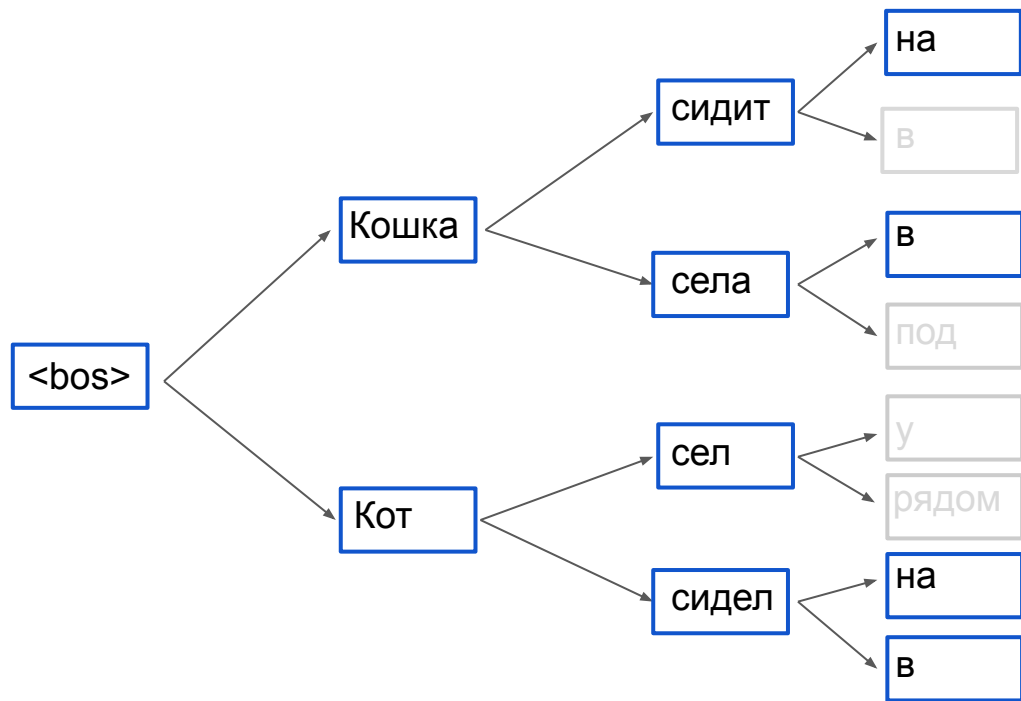 <bos>
Кошка
Кот
сидит
села
сел
сидел
на
в
в
под
у
рядом
на
в